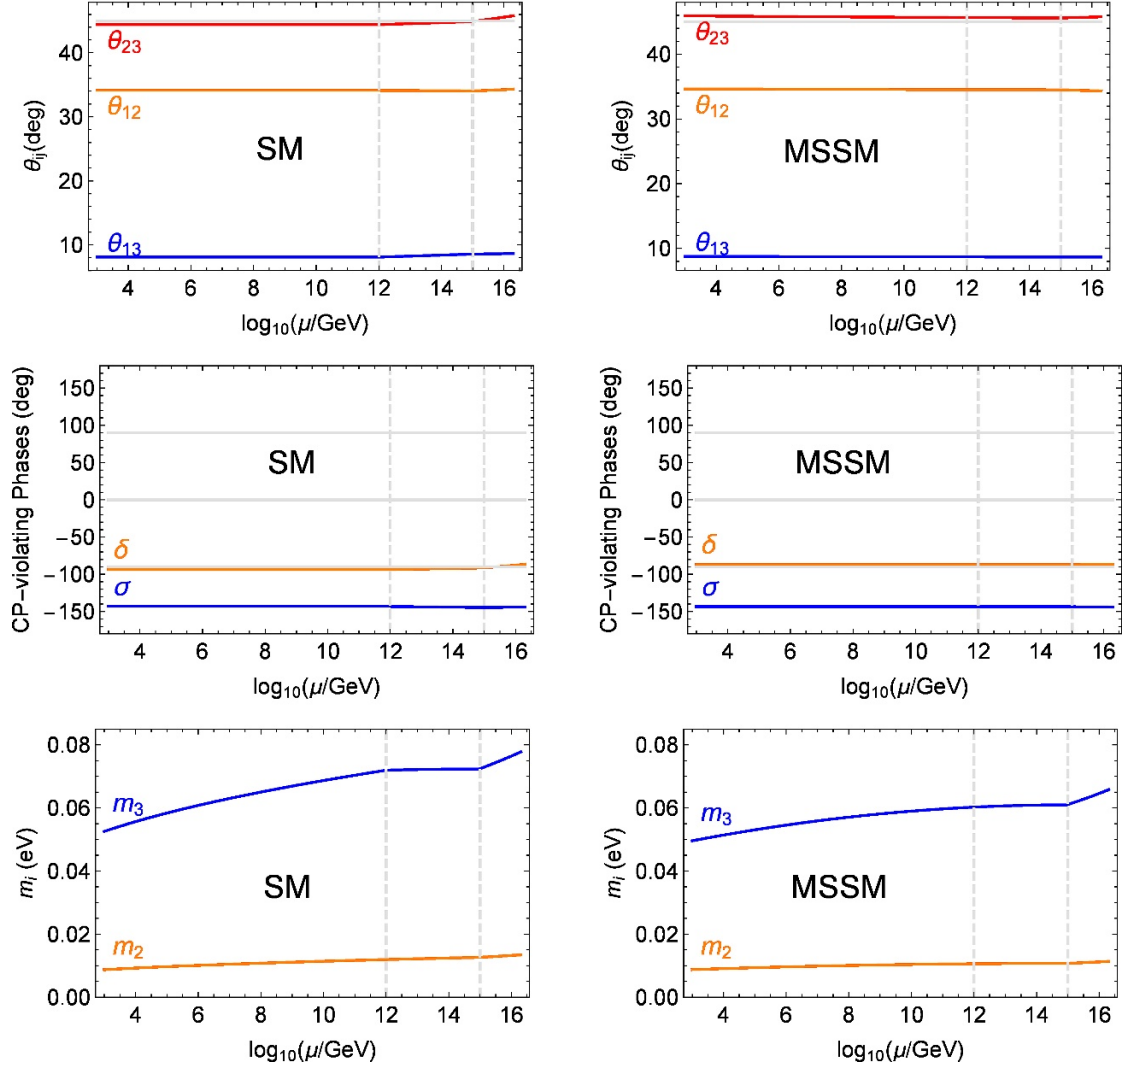 θ23
θ12
θ13
SM
θij(deg)
40
30
20
10
4 6 8 10 12 14 16
log10(μ/GeV)
θ23
θ12
θ13
MSSM
θij(deg)
40
30
20
10
4 6 8 10 12 14 16
log10(μ/GeV)
CP-violating Phases (deg)
150
100
50
0
-50
-100
-150
SM
δ
σ
4 6 8 10 12 14 16
log10(μ/GeV)
CP-violating Phases (deg)
150
100
50
0
-50
-100
-150
MSSM
δ
σ
4 6 8 10 12 14 16
log10(μ/GeV)
mi (eV)
0.08
0.06
0.04
0.02
0.00
m3
SM
m2
4 6 8 10 12 14 16
log10(μ/GeV)
mi (eV)
0.08
0.06
0.04
0.02
0.00
m3
MSSM
m2
4 6 8 10 12 14 16
log10(μ/GeV)